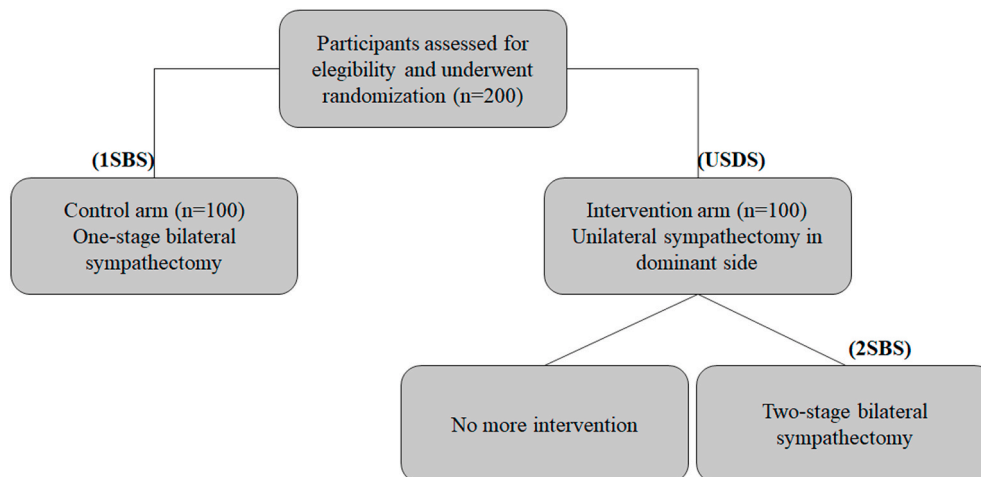 Participants assessed for
elegibility and underwent
randomization (n=200)
(1SBS)
(USDS)
Control arm (n=100)
One-stage bilateral
sympathectomy
Intervention arm (n=100)
Unilateral sympathectomy in
dominant side
(2SBS)
No more intervention
Two-stage bilateral
sympathectomy